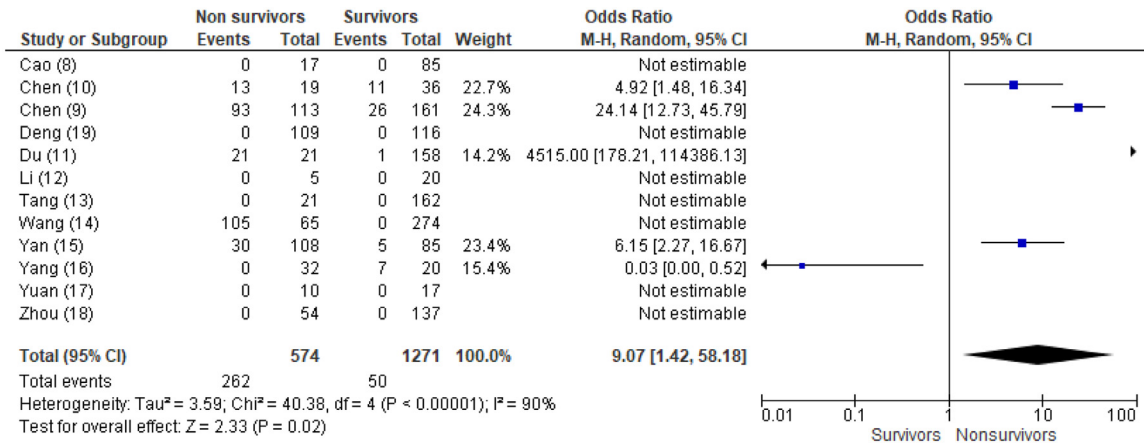 Non survivors Survivors Odds Ratio Odds Ratio
Study or Subgroup Events Total Events Total Weight M-H, Random, 95% CI M-H, Random, 95% CI
Cao (8) 0 17 0 85 Not estimable
Chen (10) 13 19 11 36 22.7% 4.92 [1.48, 16.34]
Chen (9) 93 113 26 161 24.3% 24.14 [12.73, 45.79]
Deng (19) 0 109 0 116 Not estimable
Du (11) 21 21 1 158 14.2% 4515.00 [178.21, 114386.13]
Li (12) 0 5 0 20 Not estimable
Tang (13) 0 21 0 162 Not estimable
Wang (14) 105 65 0 274 Not estimable
Yan (15) 30 108 5 85 23.4% 6.15 [2.27, 16.67]
Yang (16) 0 32 7 20 15.4% 0.03 [0.00, 0.52]
Yuan (17) 0 10 0 17 Not estimable
Zhou (18) 0 54 0 137 Not estimable
Total (95% CI) 574 1271 100.0% 9.07 [1.42, 58.18]
Total events 262 50
Heterogeneity: Tau² = 3.59; Chi² = 40.38, df = 4 (P < 0.00001); I² = 90%
Test for overall effect: Z = 2.33 (P = 0.02)
0.01 0.1 1 10 100
Survivors Nonsurvivors